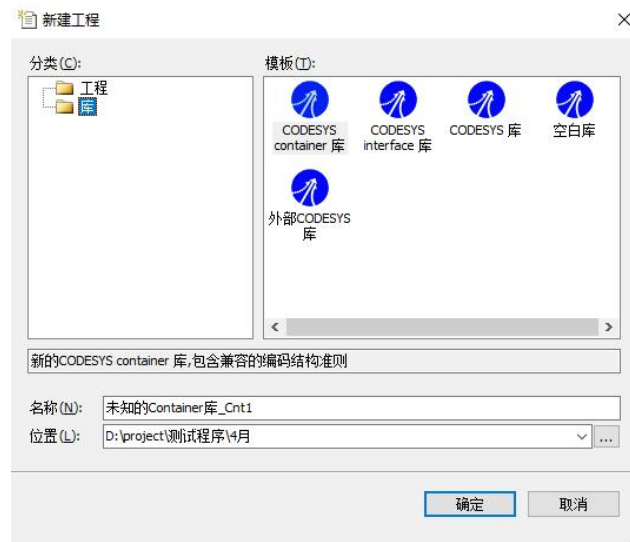 新建工程
分类(C):
模板(T):
工程
库
CODESYS
container 库
CODESYS
interface 库
CODESYS 库
空白库
外部CODESYS
库
新的CODESYS container 库,包含兼容的编码结构准则
名称(N):
未知的Container库_Cnt1
位置(L):
D:\project\测试程序\4月
...
确定
取消